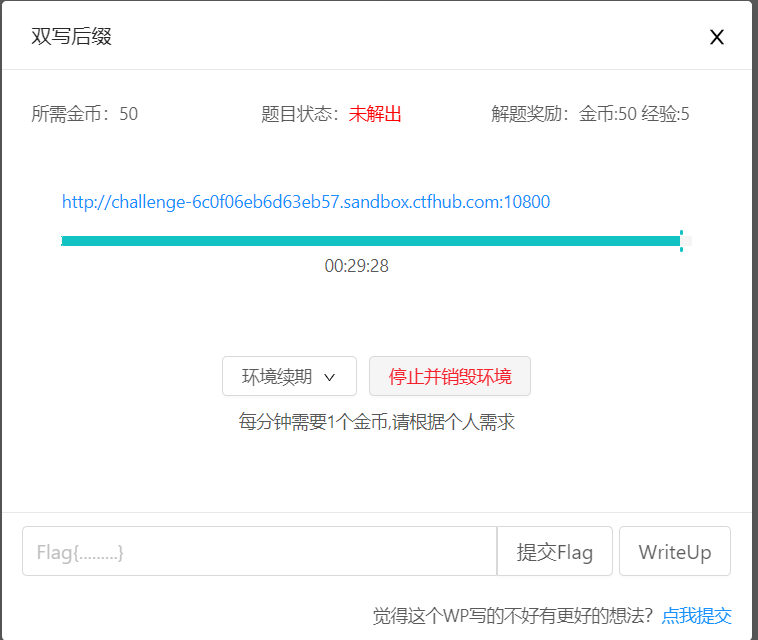 双写后缀 X
所需金币：50 题目状态：未解出 解题奖励：金币:50 经验:5
http://challenge-6c0f06eb6d63eb57.sandbox.ctfhub.com:10800
00:29:28
环境续期 停止并销毁环境
每分钟需要1个金币,请根据个人需求
Flag{.........} 提交Flag WriteUp
觉得这个WP写的不好有更好的想法？点我提交